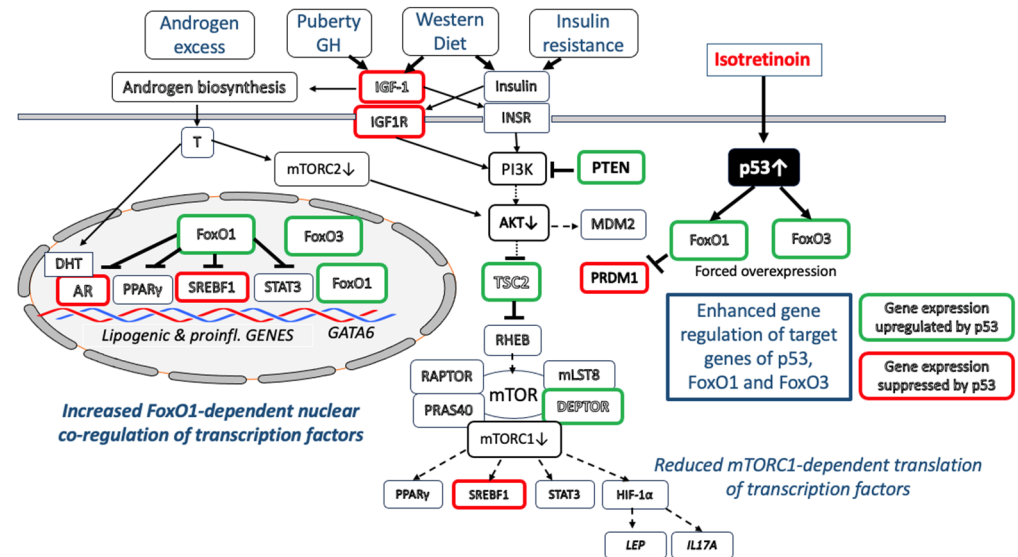 Androgen
excess
Puberty
GH
Western
Diet
Insulin
resistance
Isotretinoin
Androgen biosynthesis
IGF-1
Insulin
IGF1R
INSR
T
mTORC2↓
PI3K
PTEN
p53↑
AKT↓
MDM2
FoxO1
FoxO3
Forced overexpression
FoxO1
FoxO3
DHT
AR
PPARγ
SREBF1
STAT3
FoxO1
Lipogenic & proinfl. GENES
GATA6
TSC2
PRDM1
RHEB
Enhanced gene
regulation of target
genes of p53,
FoxO1 and FoxO3
Gene expression
upregulated by p53
Gene expression
suppressed by p53
RAPTOR
mLST8
mTOR
PRAS40
DEPTOR
mTORC1↓
Increased FoxO1-dependent nuclear
co-regulation of transcription factors
Reduced mTORC1-dependent translation
of transcription factors
PPARγ
SREBF1
STAT3
HIF-1α
LEP
IL17A